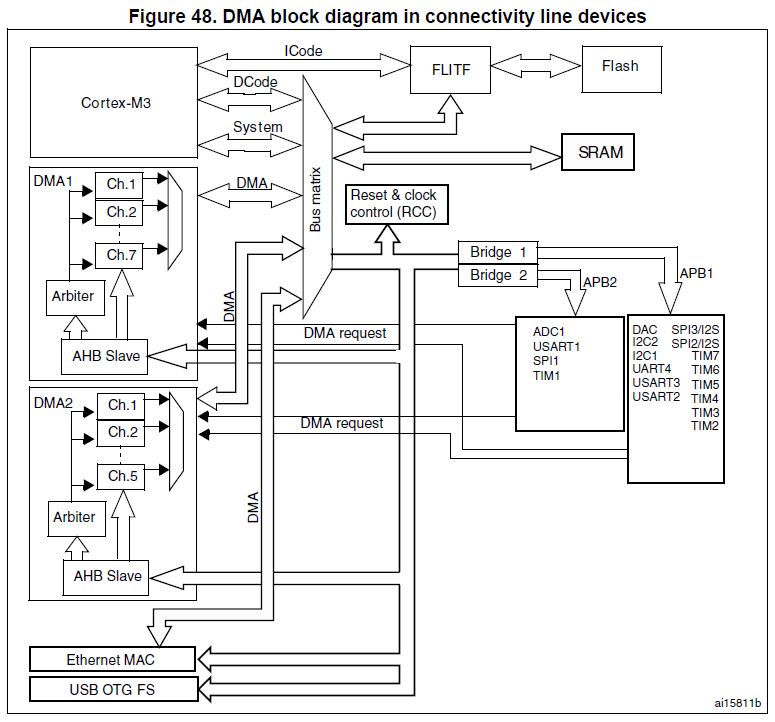 Figure 48. DMA block diagram in connectivity line devices
ICode
FLITF
Flash
DCode
Cortex-M3
System
SRAM
Bus matrix
DMA1
Ch.1
Ch.2
Ch.7
DMA
Reset & clock
control (RCC)
Bridge 1
Bridge 2
APB2
APB1
Arbiter
AHB Slave
DMA
DMA request
ADC1
USART1
SPI1
TIM1
DAC SPI3/I2S
I2C2 SPI2/I2S
I2C1 TIM7
UART4 TIM6
USART3 TIM5
USART2 TIM4
TIM3
TIM2
DMA2
Ch.1
Ch.2
Ch.5
DMA request
Arbiter
DMA
AHB Slave
Ethernet MAC
USB OTG FS
ai15811b